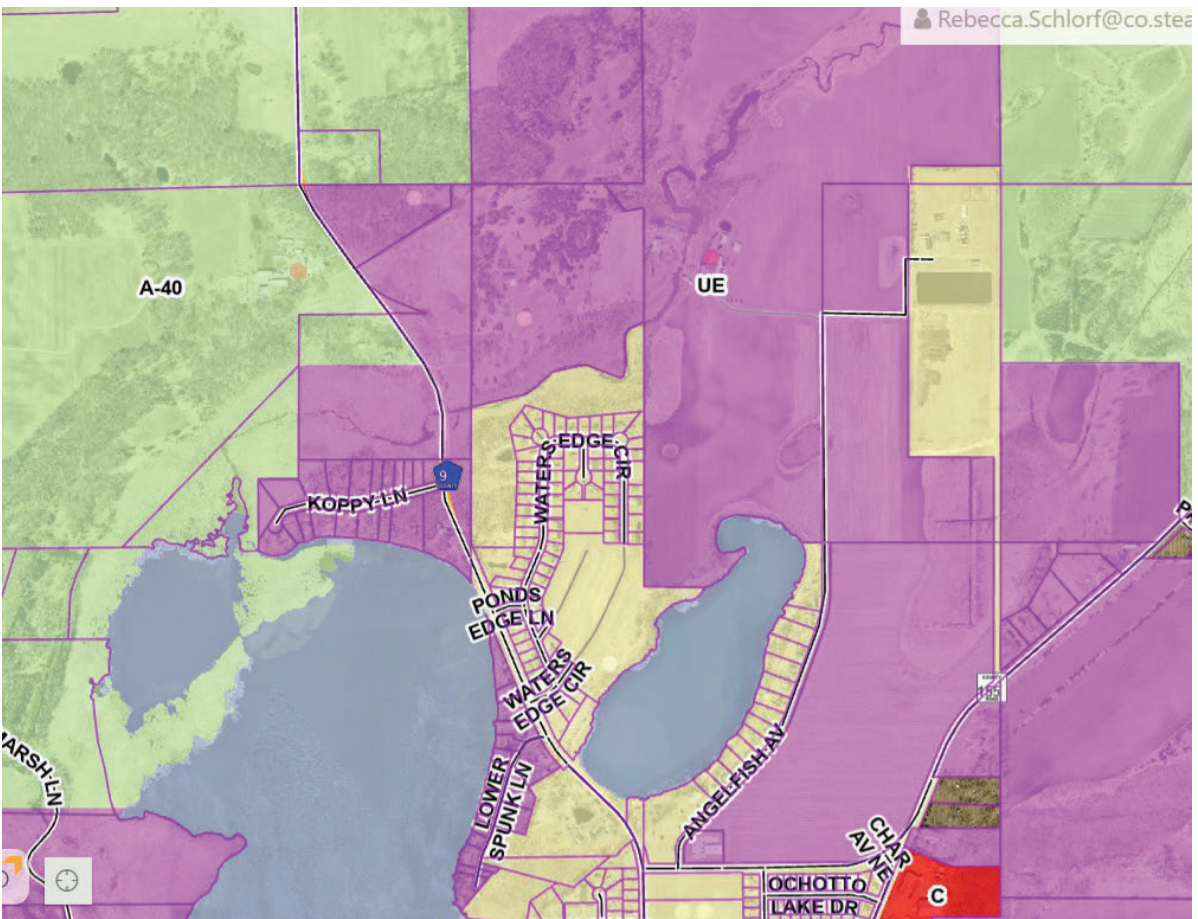 Rebecca.Schlorf@co.stea
A-40
UE
EDGE CIR
WATERS
9
KOPPY LN
PONDS
EDGE LN
WATERS
EDGE CIR
155
MARSH LN
LOWER
SPUNK LN
ANGELFISH AV
CHAR
AV NE
OCHOTTO
LAKE DR
C